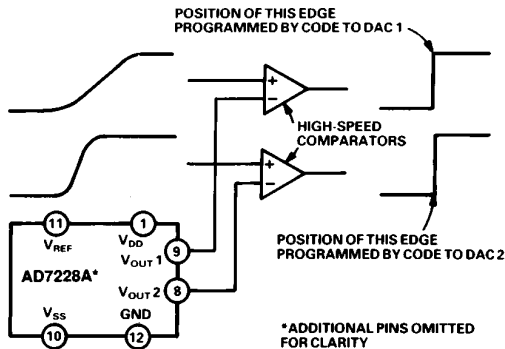 POSITION OF THIS EDGE
PROGRAMMED BY CODE TO DAC 1
+
−
HIGH-SPEED
COMPARATORS
+
−
POSITION OF THIS EDGE
PROGRAMMED BY CODE TO DAC 2
11
1
VREF
VDD
VOUT 1
9
AD7228A*
VOUT 2
8
VSS
GND
10
12
*ADDITIONAL PINS OMITTED
FOR CLARITY